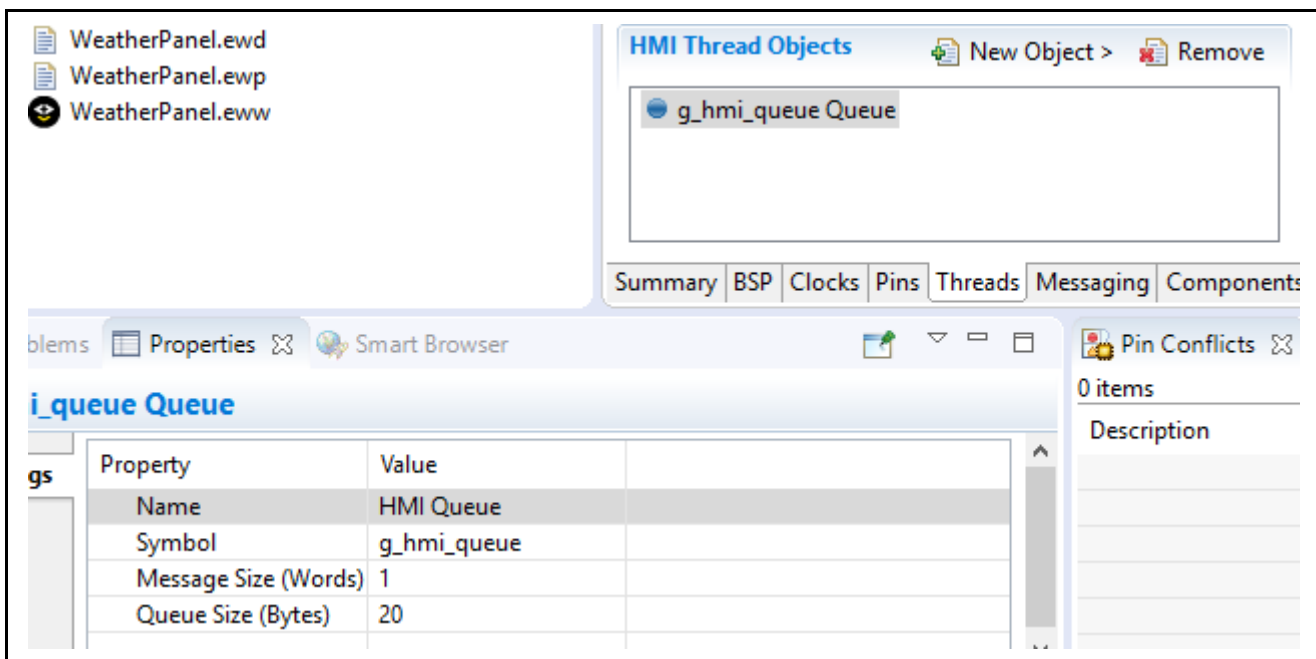 WeatherPanel.ewd
WeatherPanel.ewp
WeatherPanel.eww
HMI Thread Objects
New Object >
Remove
g_hmi_queue Queue
Summary BSP Clocks Pins Threads Messaging Components
blems Properties Smart Browser
i_queue Queue
gs
Property Value
Name HMI Queue
Symbol g_hmi_queue
Message Size (Words) 1
Queue Size (Bytes) 20
Pin Conflicts
0 items
Description